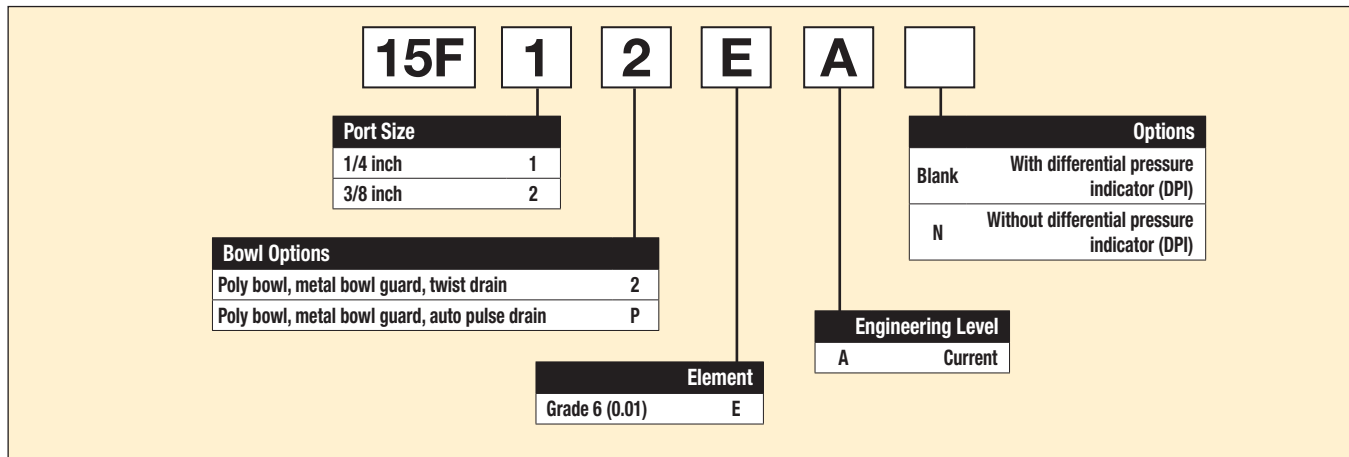 15F 1 2 E A
Port Size
1/4 inch 1
3/8 inch 2
Options
Blank With differential pressure
indicator (DPI)
N Without differential pressure
indicator (DPI)
Bowl Options
Poly bowl, metal bowl guard, twist drain 2
Poly bowl, metal bowl guard, auto pulse drain P
Engineering Level
A Current
Element
Grade 6 (0.01) E